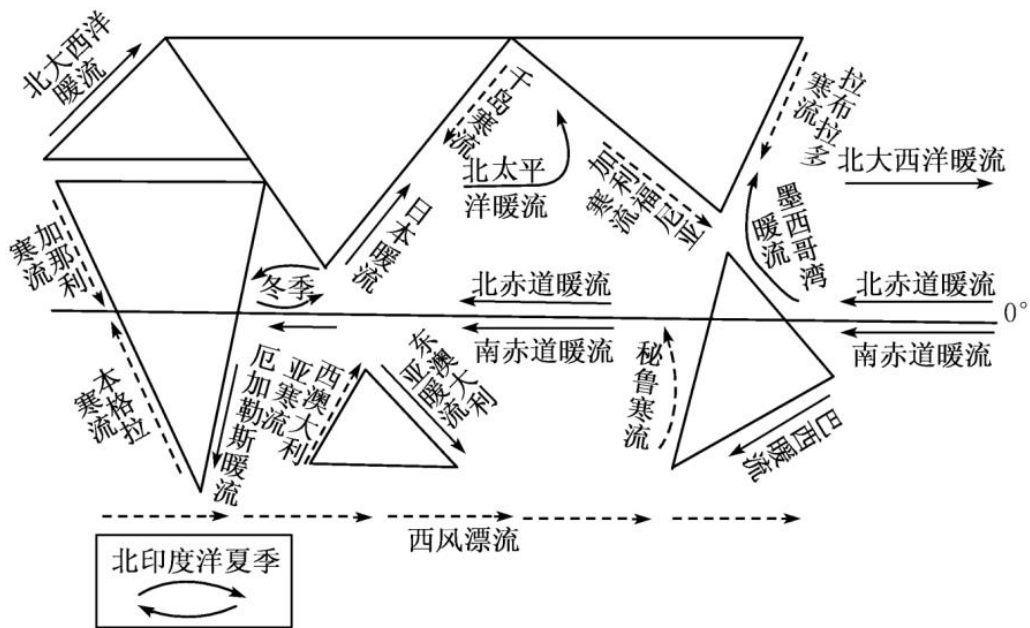 北大西洋
暖流
千岛寒流
北太平
洋暖流
加利福尼亚
寒流
拉布拉多
寒流
北大西洋暖流
墨西哥湾
暖流
日本暖流
加那利
寒流
冬季
北赤道暖流
北赤道暖流
0°
南赤道暖流
南赤道暖流
本格拉
寒流
厄加勒斯暖流
西澳大利
亚寒流
东澳大利
亚暖流
秘鲁寒流
巴西暖流
西风漂流
北印度洋夏季